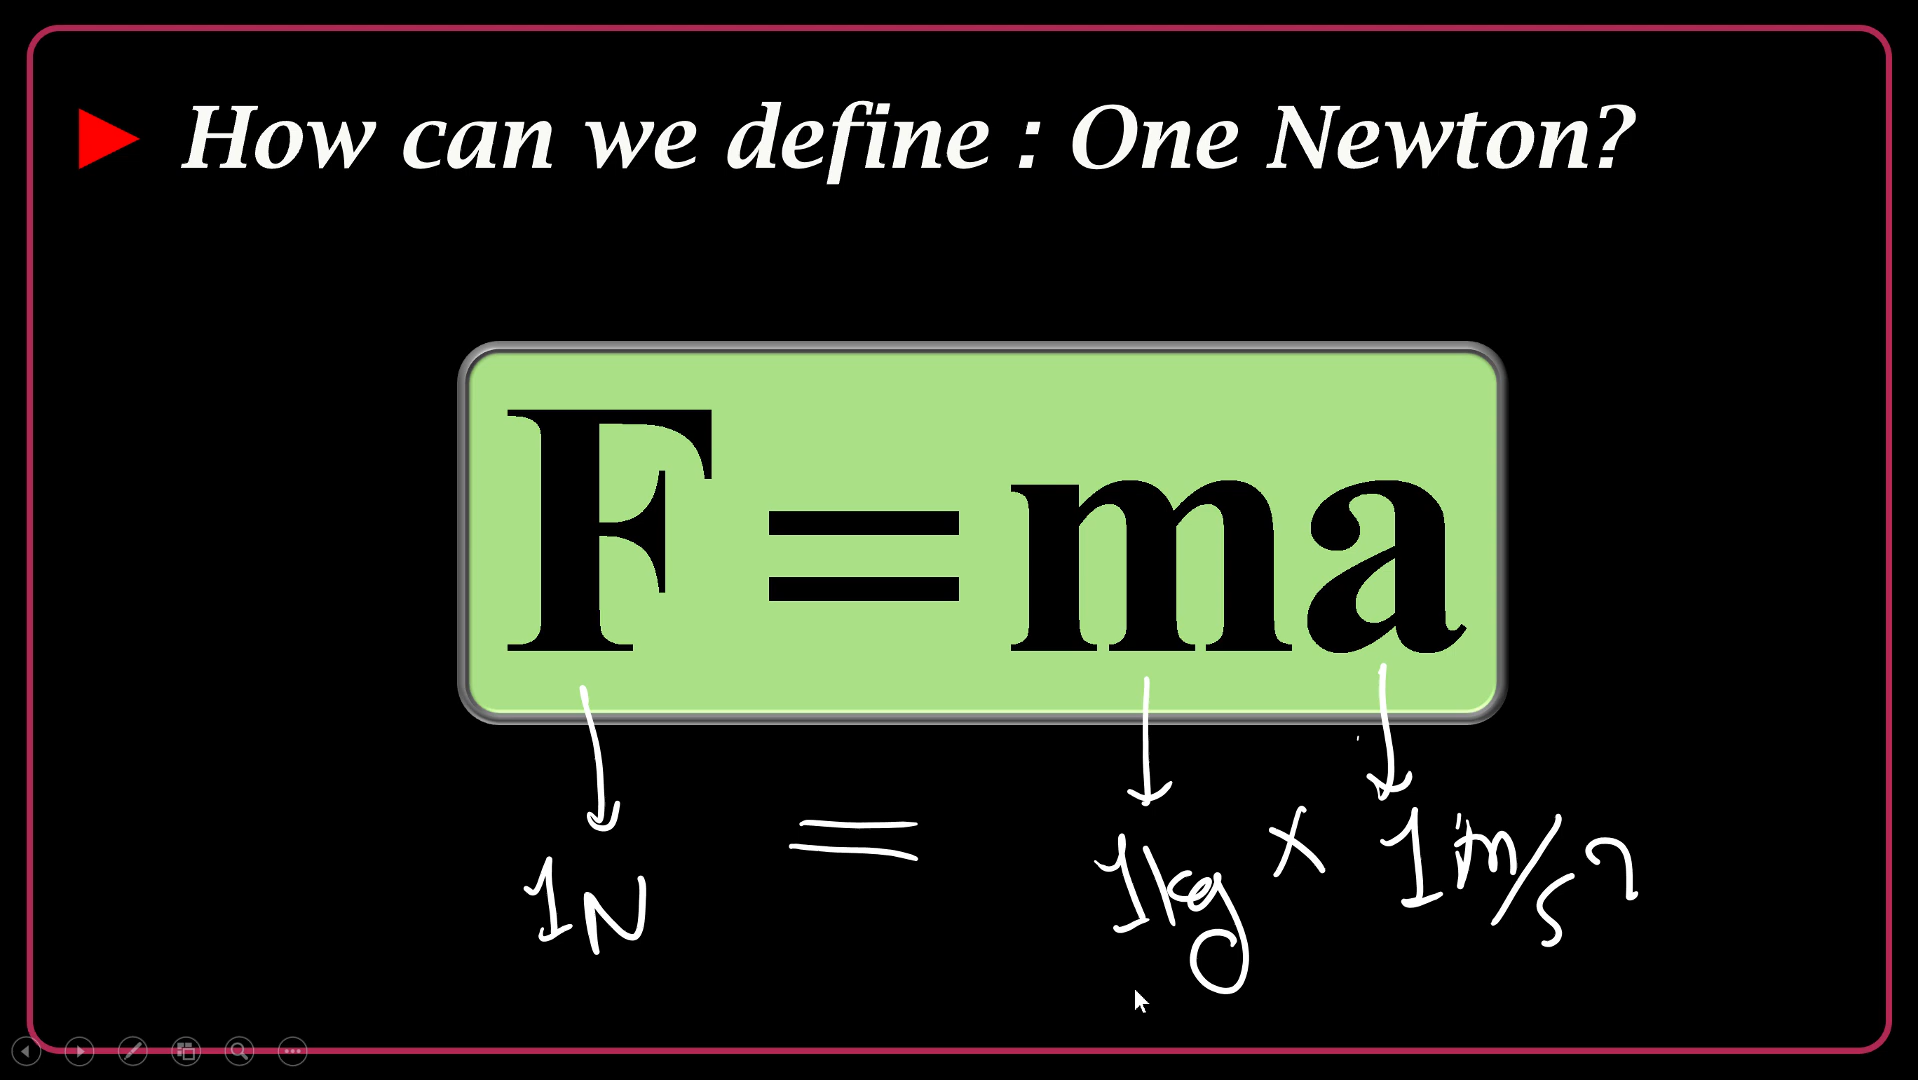 How can we define : One Newton?
F=ma
1N = 1kg × 1m/s²